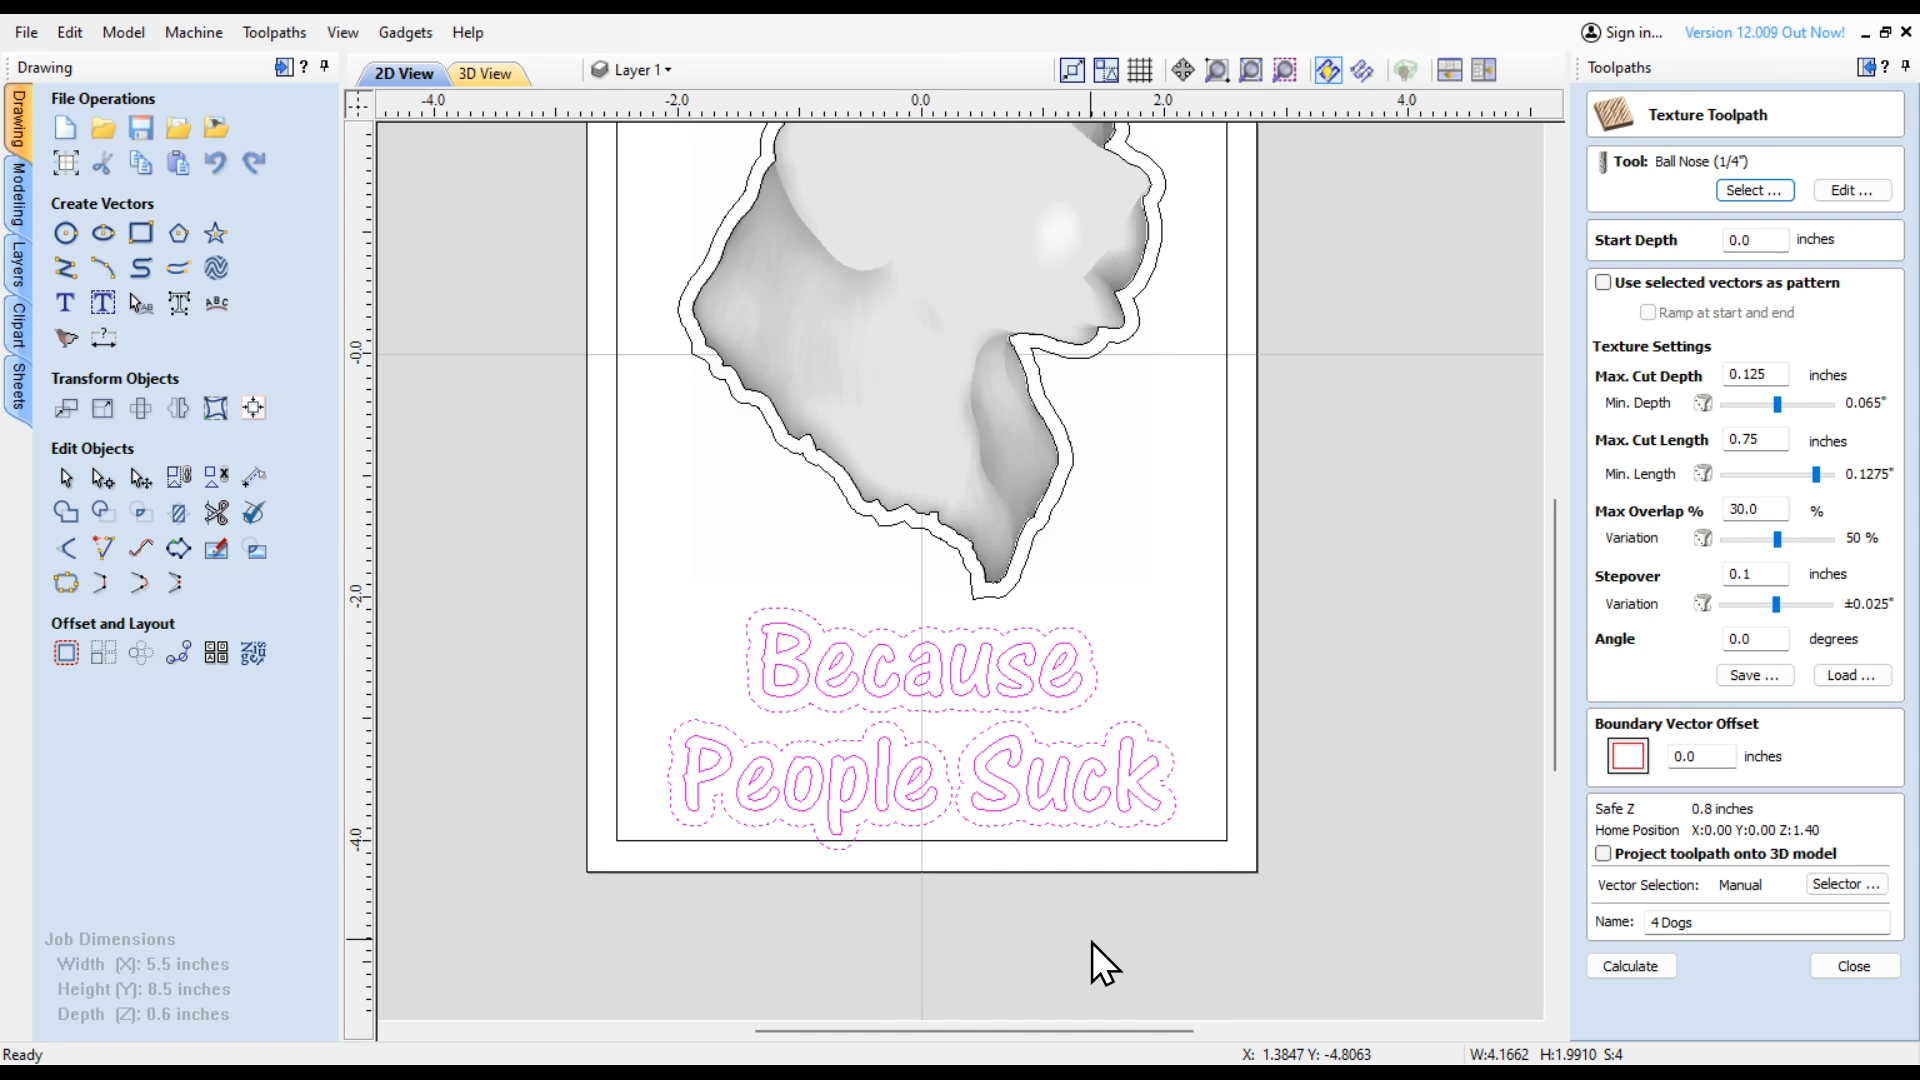 File Edit Model Machine Toolpaths View Gadgets Help
Sign in... Version 12.009 Out Now!
Drawing
2D View 3D View Layer 1
Toolpaths
Drawing
Modeling
Layers
Clipart
Sheets
File Operations
Create Vectors
Transform Objects
Edit Objects
Offset and Layout
Job Dimensions
Width (X): 5.5 inches
Height (Y): 8.5 inches
Depth (Z): 0.6 inches
-4.0 -2.0 0.0 2.0 4.0
-0.0
-2.0
-4.0
Because
People Suck
Texture Toolpath
Tool: Ball Nose (1/4")
Select ... Edit ...
Start Depth 0.0 inches
Use selected vectors as pattern
Ramp at start and end
Texture Settings
Max. Cut Depth 0.125 inches
Min. Depth 0.065"
Max. Cut Length 0.75 inches
Min. Length 0.1275"
Max Overlap % 30.0 %
Variation 50 %
Stepover 0.1 inches
Variation ±0.025"
Angle 0.0 degrees
Save ... Load ...
Boundary Vector Offset
0.0 inches
Safe Z 0.8 inches
Home Position X:0.00 Y:0.00 Z:1.40
Project toolpath onto 3D model
Vector Selection: Manual Selector ...
Name: 4 Dogs
Calculate Close
Ready X: 1.3847 Y: -4.8063 W:4.1662 H:1.9910 S:4